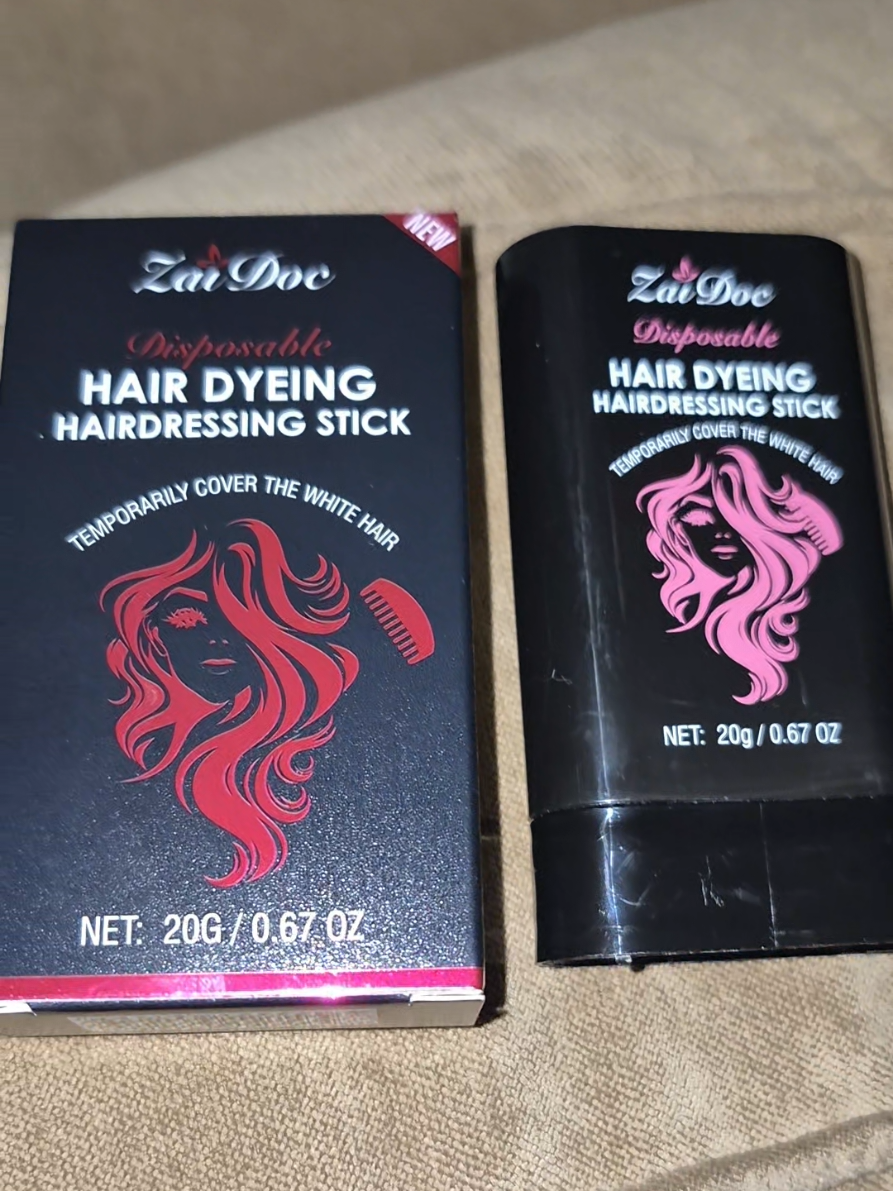 NEW
ZaiDoc
Disposable
HAIR DYEING
HAIRDRESSING STICK
TEMPORARILY COVER THE WHITE HAIR
NET: 20G / 0.67 OZ
ZaiDoc
Disposable
HAIR DYEING
HAIRDRESSING STICK
TEMPORARILY COVER THE WHITE HAIR
NET: 20g / 0.67 OZ